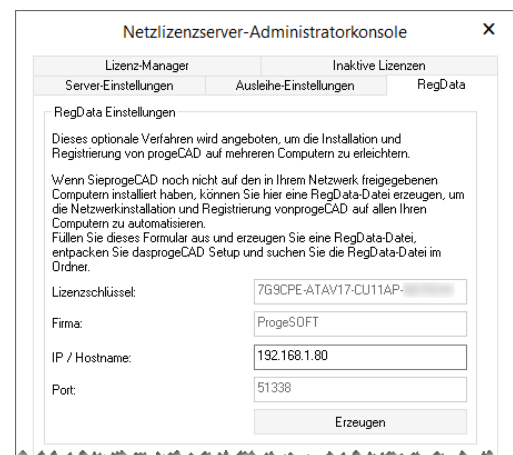 Netzlizenzserver-Administratorkonsole
Lizenz-Manager Inaktive Lizenzen
Server-Einstellungen Ausleihe-Einstellungen RegData
RegData Einstellungen
Dieses optionale Verfahren wird angeboten, um die Installation und
Registrierung von progeCAD auf mehreren Computern zu erleichtern.
Wenn SieprogeCAD noch nicht auf den in Ihrem Netzwerk freigegebenen
Computern installiert haben, können Sie hier eine RegData-Datei erzeugen, um
die Netzwerkinstallation und Registrierung vonprogeCAD auf allen Ihren
Computern zu automatisieren.
Füllen Sie dieses Formular aus und erzeugen Sie eine RegData-Datei,
entpacken Sie dasprogeCAD Setup und suchen Sie die RegData-Datei im
Ordner.
Lizenzschlüssel: 7G9CPE-ATAV17-CU11AP-
Firma: ProgeSOFT
IP / Hostname: 192.168.1.80
Port: 51338
Erzeugen